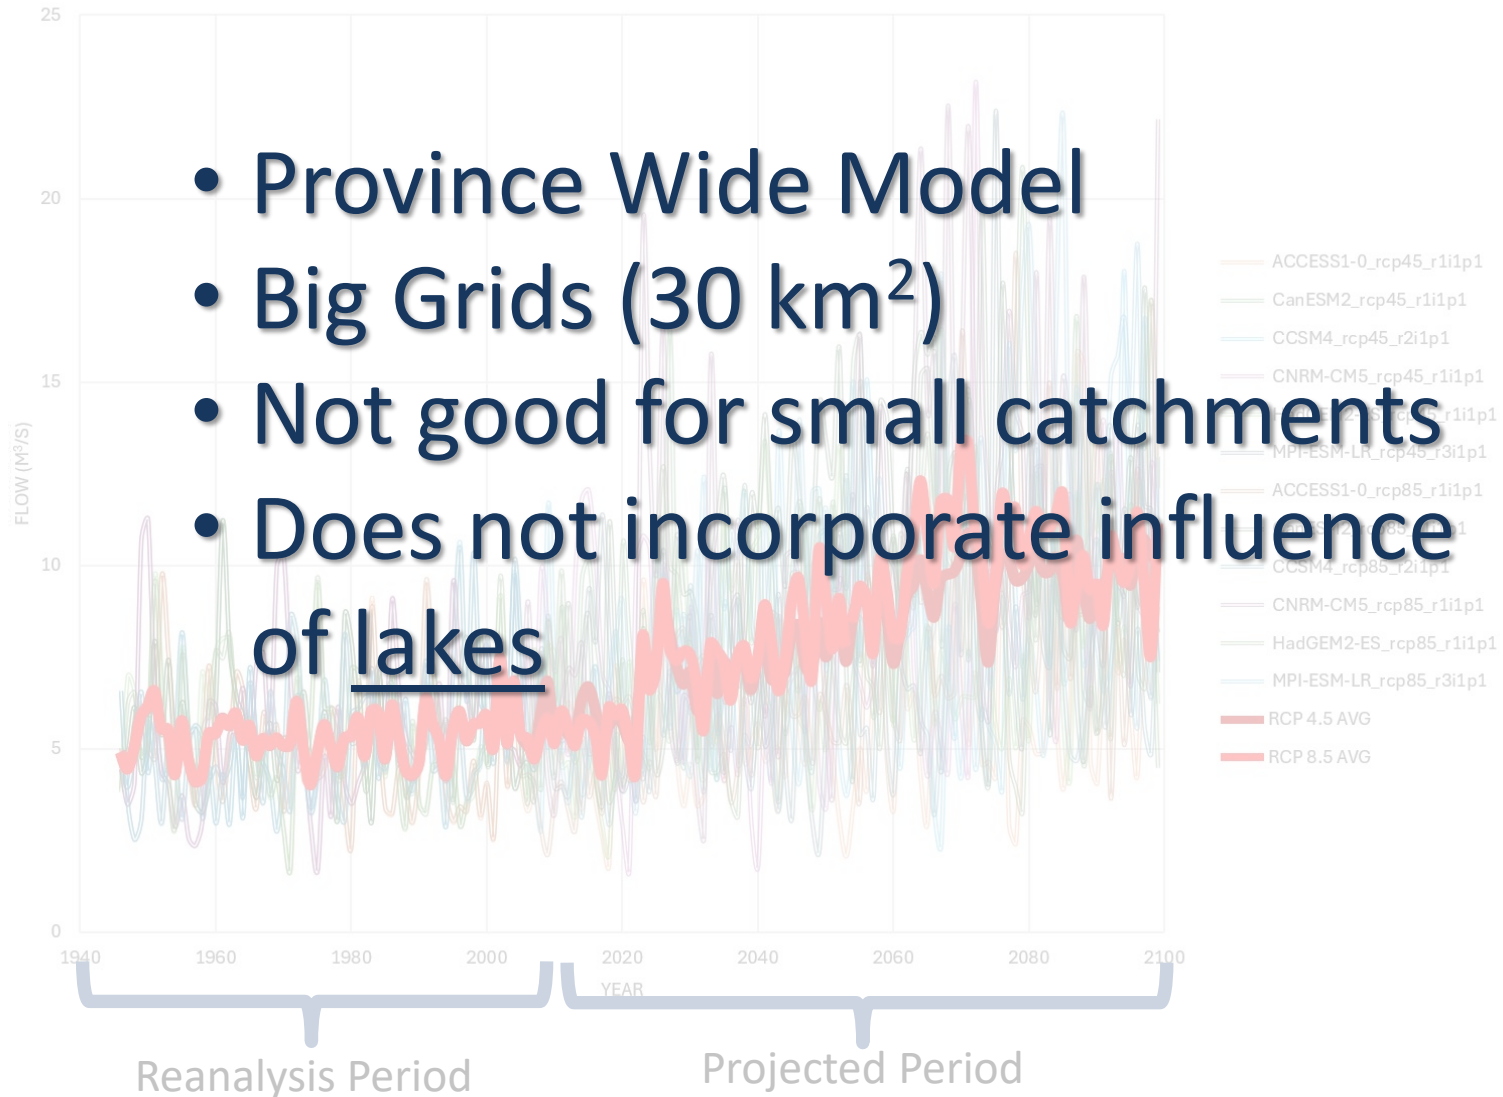 • Province Wide Model
• Big Grids (30 km²)
• Not good for small catchments
• Does not incorporate influence
of lakes
25
20
15
10
5
0
FLOW (M³/S)
1940 1960 1980 2000 2020 2040 2060 2080 2100
YEAR
ACCESS1-0_rcp45_r1i1p1
CanESM2_rcp45_r1i1p1
CCSM4_rcp45_r2i1p1
CNRM-CM5_rcp45_r1i1p1
MPI-ESM-LR_rcp45_r3i1p1
ACCESS1-0_rcp85_r1i1p1
CCSM4_rcp85_r2i1p1
CNRM-CM5_rcp85_r1i1p1
HadGEM2-ES_rcp85_r1i1p1
MPI-ESM-LR_rcp85_r3i1p1
RCP 4.5 AVG
RCP 8.5 AVG
Reanalysis Period
Projected Period